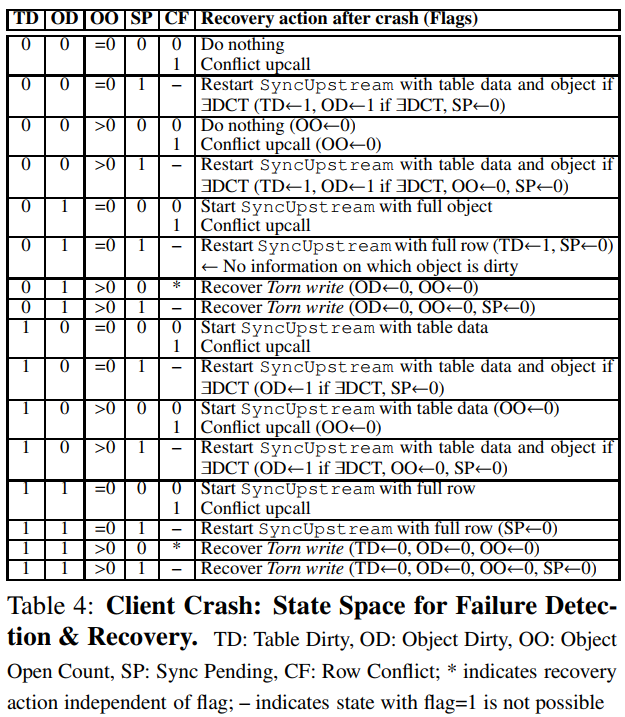 TD OD OO SP CF Recovery action after crash (Flags)
0 0 =0 0 0 Do nothing
1 Conflict upcall
0 0 =0 1 – Restart SyncUpstream with table data and object if
∃DCT (TD←1, OD←1 if ∃DCT, SP←0)
0 0 >0 0 0 Do nothing (OO←0)
1 Conflict upcall (OO←0)
0 0 >0 1 – Restart SyncUpstream with table data and object if
∃DCT (TD←1, OD←1 if ∃DCT, OO←0, SP←0)
0 1 =0 0 0 Start SyncUpstream with full object
1 Conflict upcall
0 1 =0 1 – Restart SyncUpstream with full row (TD←1, SP←0)
← No information on which object is dirty
0 1 >0 0 * Recover Torn write (OD←0, OO←0)
0 1 >0 1 – Recover Torn write (OD←0, OO←0, SP←0)
1 0 =0 0 0 Start SyncUpstream with table data
1 Conflict upcall
1 0 =0 1 – Restart SyncUpstream with table data and object if
∃DCT (OD←1 if ∃DCT, SP←0)
1 0 >0 0 0 Start SyncUpstream with table data (OO←0)
1 Conflict upcall (OO←0)
1 0 >0 1 – Restart SyncUpstream with table data and object if
∃DCT (OD←1 if ∃DCT, OO←0, SP←0)
1 1 =0 0 0 Start SyncUpstream with full row
1 Conflict upcall
1 1 =0 1 – Restart SyncUpstream with full row (SP←0)
1 1 >0 0 * Recover Torn write (TD←0, OD←0, OO←0)
1 1 >0 1 – Recover Torn write (TD←0, OD←0, OO←0, SP←0)
Table 4: Client Crash: State Space for Failure Detec-
tion & Recovery. TD: Table Dirty, OD: Object Dirty, OO: Object
Open Count, SP: Sync Pending, CF: Row Conflict; * indicates recovery
action independent of flag; – indicates state with flag=1 is not possible